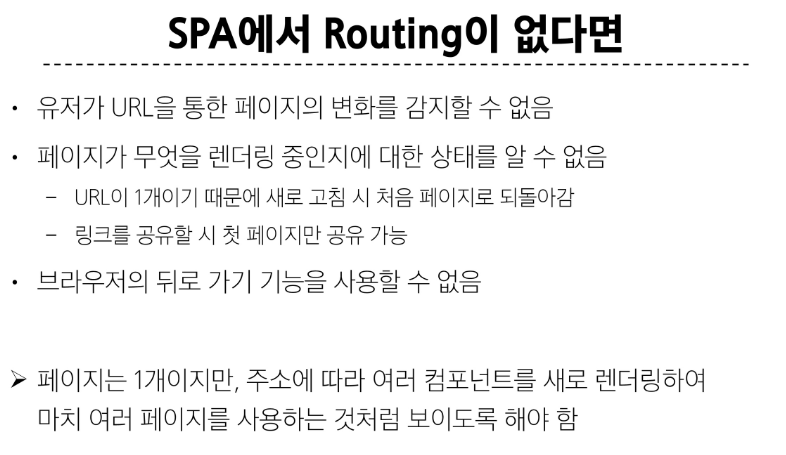 SPA에서 Routing이 없다면
• 유저가 URL을 통한 페이지의 변화를 감지할 수 없음
• 페이지가 무엇을 렌더링 중인지에 대한 상태를 알 수 없음
– URL이 1개이기 때문에 새로 고침 시 처음 페이지로 되돌아감
– 링크를 공유할 시 첫 페이지만 공유 가능
• 브라우저의 뒤로 가기 기능을 사용할 수 없음
➢ 페이지는 1개이지만, 주소에 따라 여러 컴포넌트를 새로 렌더링하여
마치 여러 페이지를 사용하는 것처럼 보이도록 해야 함